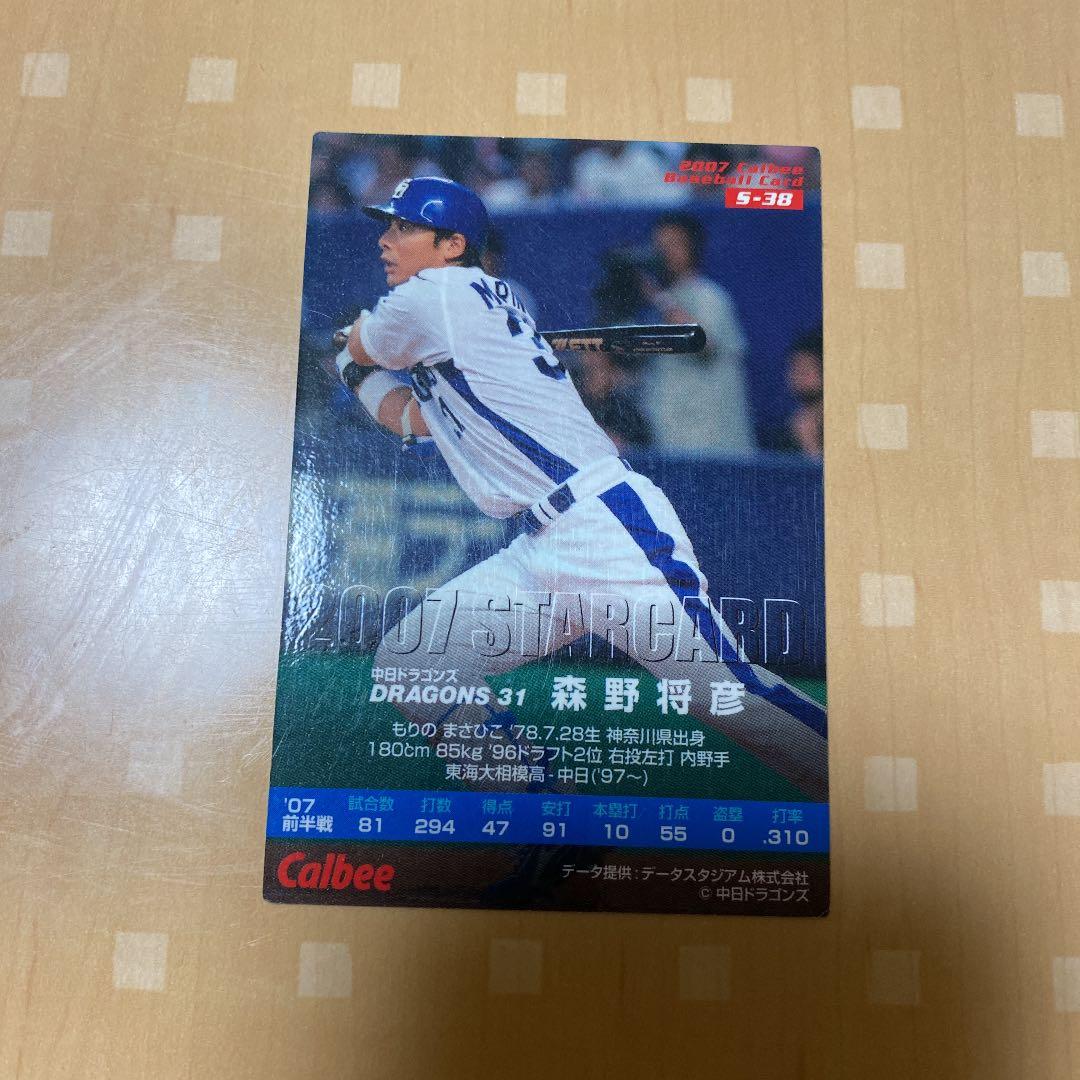 2007 Calbee
Baseball Card
S-38
2007 STARCARD
中日ドラゴンズ
DRAGONS 31 森野将彦
もりの まさひこ '78.7.28生 神奈川県出身
180cm 85kg '96ドラフト2位 右投左打 内野手
東海大相模高-中日('97～)
'07 前半戦 試合数 打数 得点 安打 本塁打 打点 盗塁 打率
81 294 47 91 10 55 0 .310
Calbee
データ提供:データスタジアム株式会社
© 中日ドラゴンズ